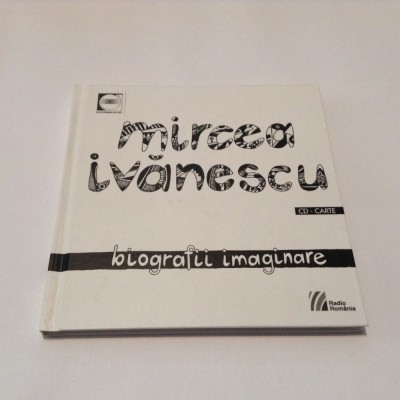 mircea
ivănescu
CD - CARTE
biografii imaginare
Radio
România